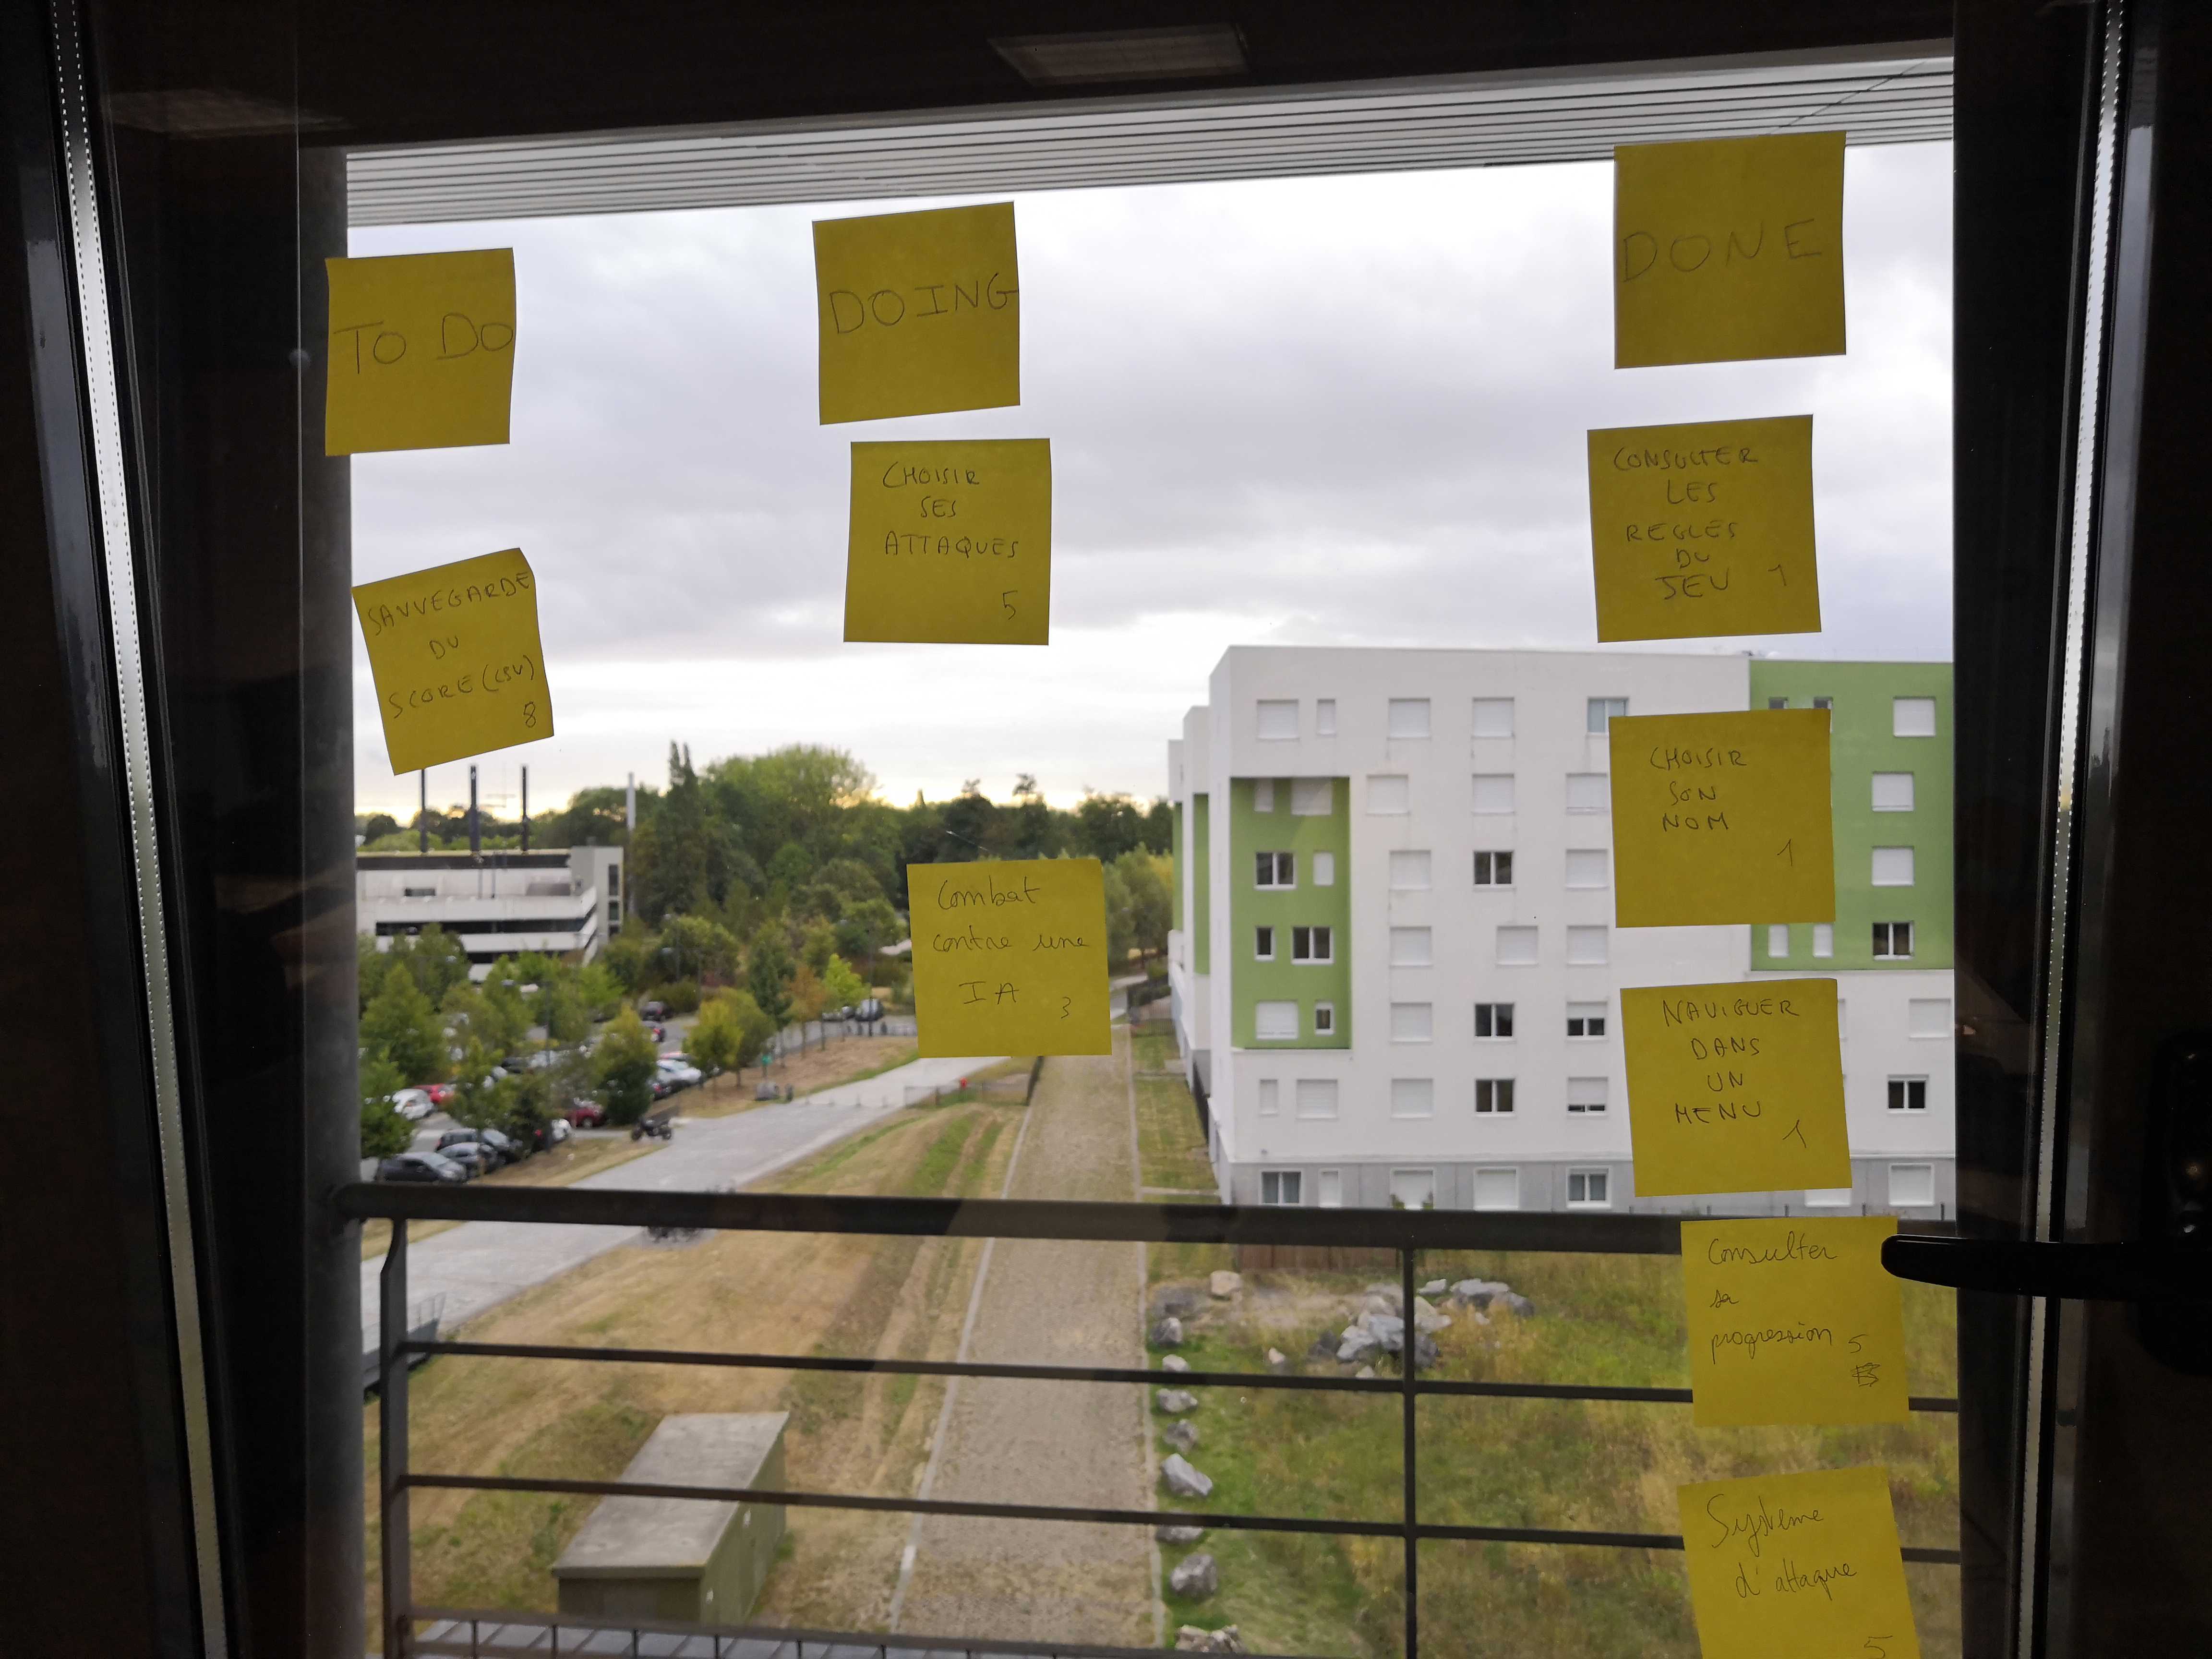 TO DO
SAUVEGARDE
DU
SCORE (CSV)
8
DOING
CHOISIR
SES
ATTAQUES
5
Combat
contre une
IA 3
DONE
CONSULTER
LES
REGLES
DU
JEU 1
CHOISIR
SON
NOM
1
NAVIGUER
DANS
UN
MENU
1
Consulter
sa
progression 5
Systeme
d'attaque
5